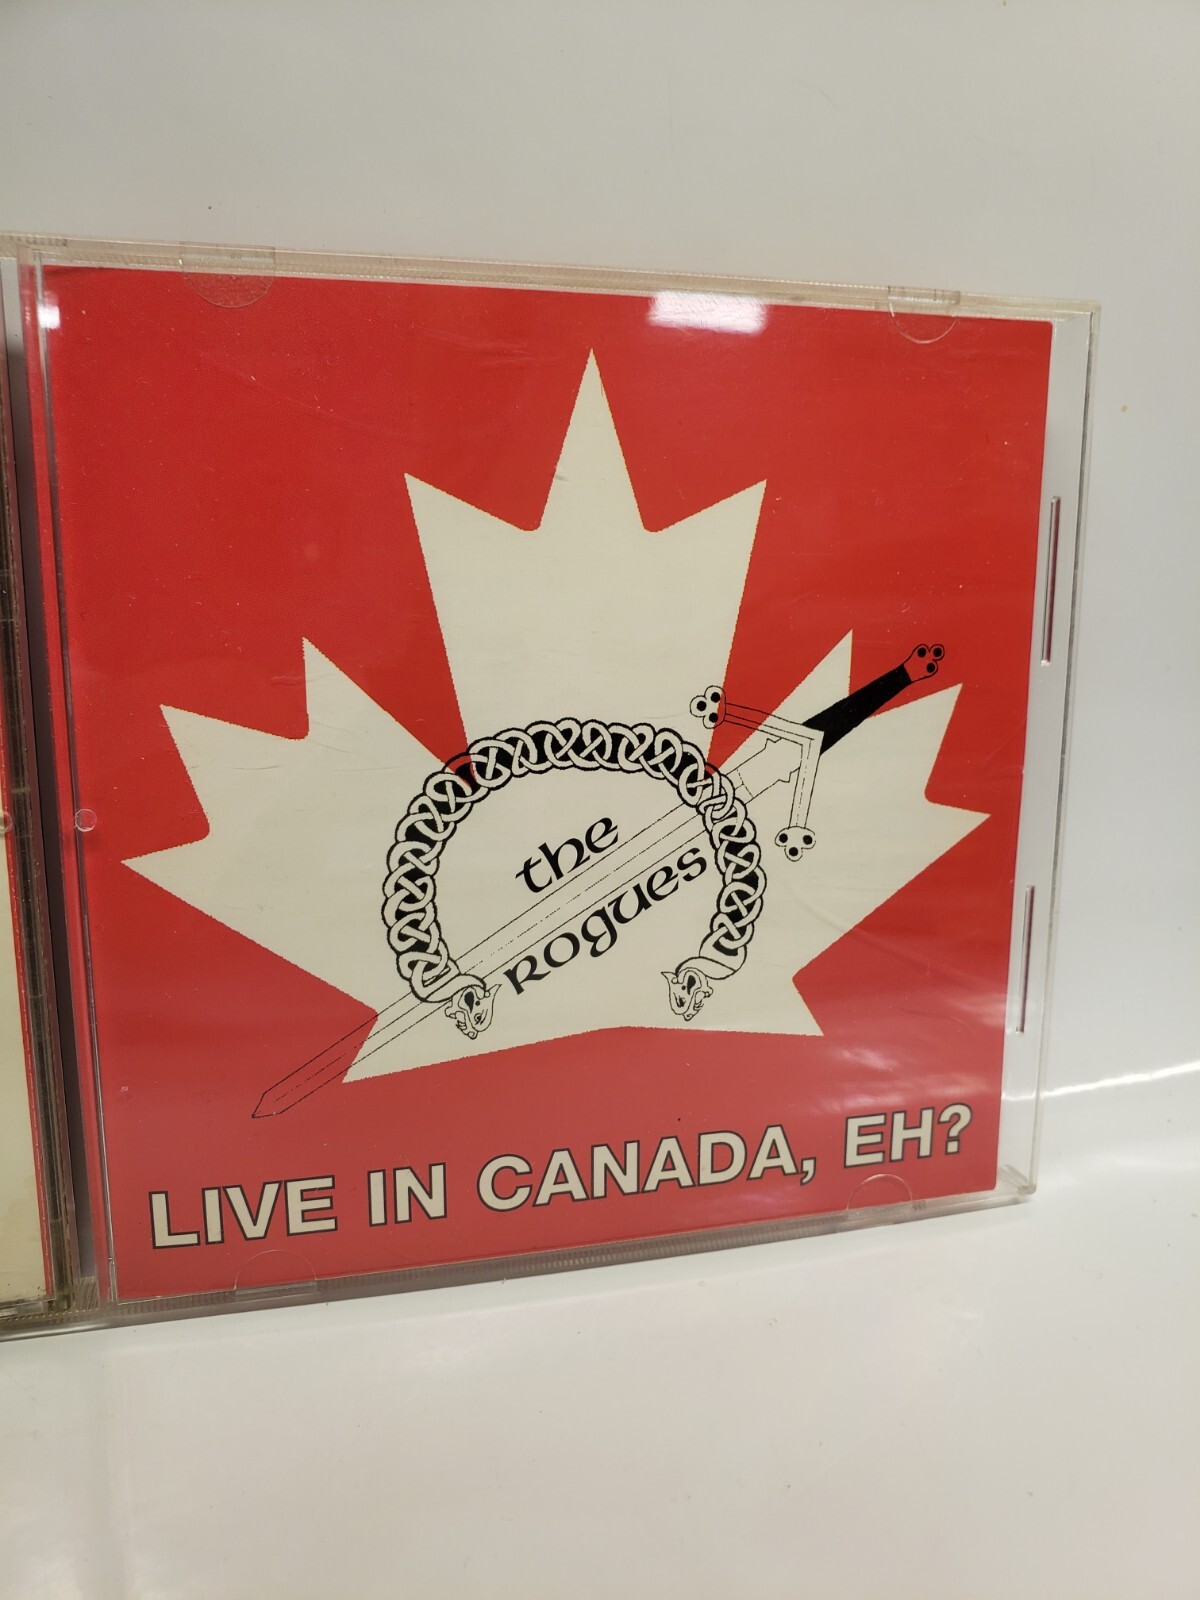 the
rogues
LIVE IN CANADA, EH?